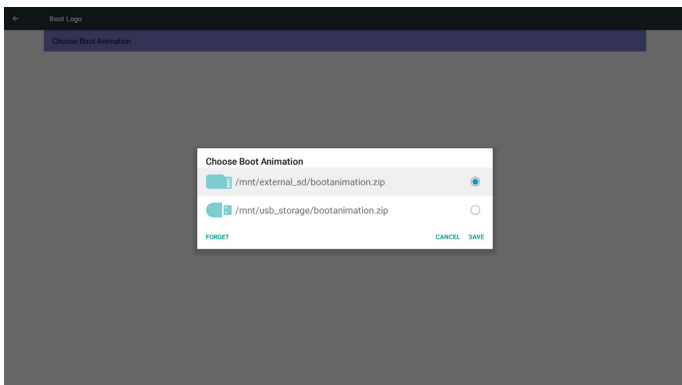 Boot Logo
Choose Boot Animation
Choose Boot Animation
/mnt/external_sd/bootanimation.zip
/mnt/usb_storage/bootanimation.zip
FORGET CANCEL SAVE